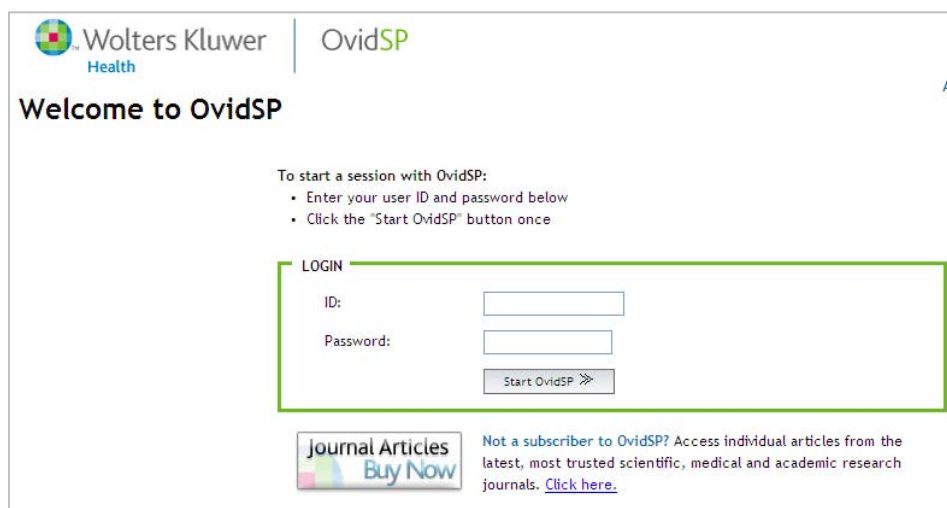 Wolters Kluwer
Health
OvidSP
Welcome to OvidSP
To start a session with OvidSP:
• Enter your user ID and password below
• Click the "Start OvidSP" button once
LOGIN
ID:
Password:
Start OvidSP >>
Journal Articles
Buy Now
Not a subscriber to OvidSP? Access individual articles from the
latest, most trusted scientific, medical and academic research
journals. Click here.